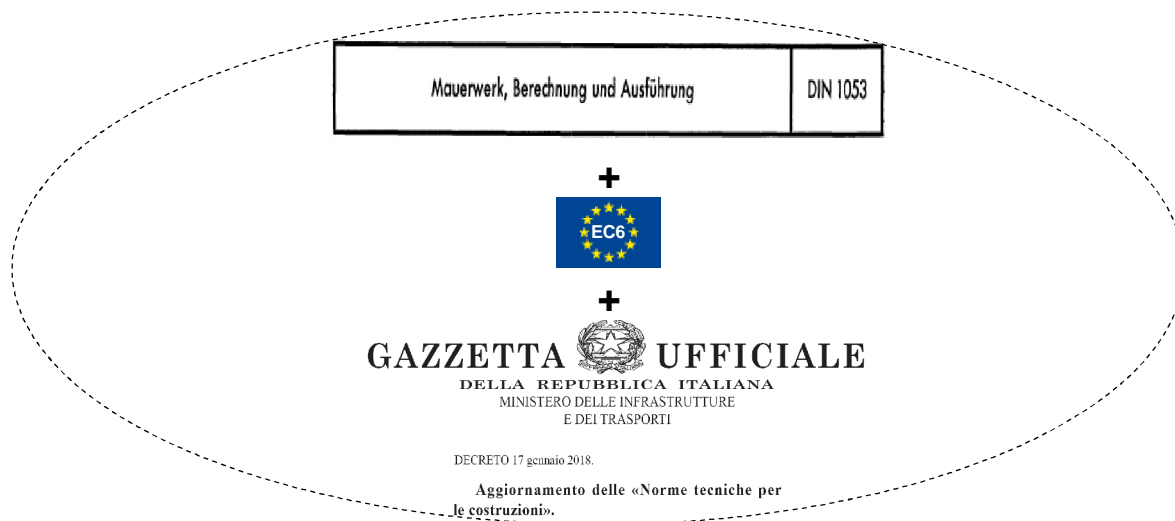 Mauerwerk, Berechnung und Ausführung DIN 1053
+
EC6
+
GAZZETTA UFFICIALE
DELLA REPUBBLICA ITALIANA
MINISTERO DELLE INFRASTRUTTURE
E DEI TRASPORTI
DECRETO 17 gennaio 2018.
Aggiornamento delle «Norme tecniche per
le costruzioni».